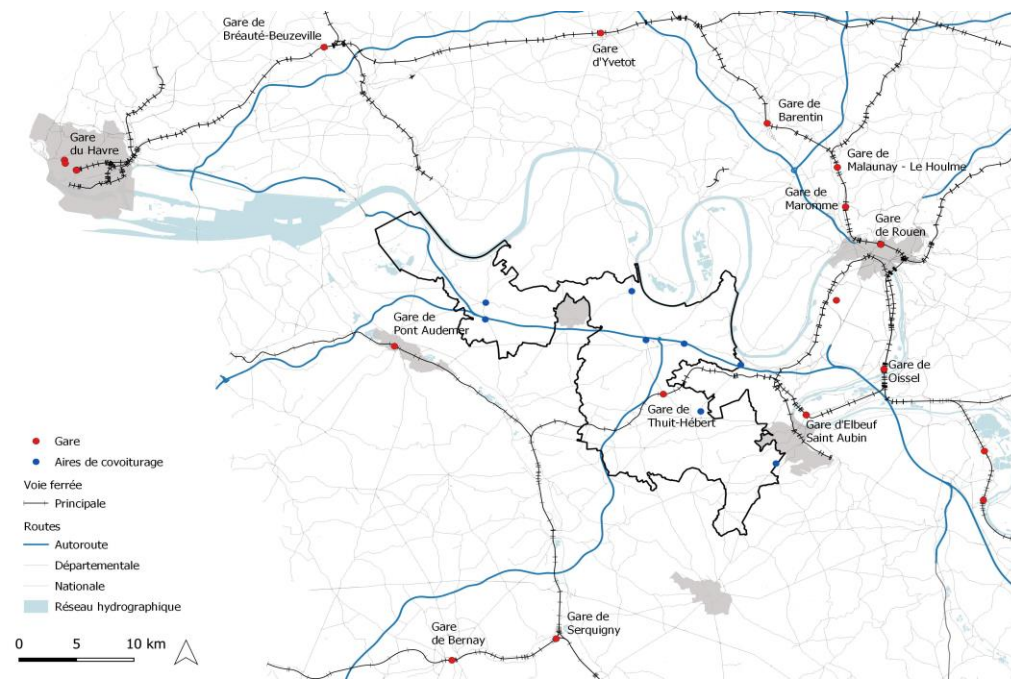 Gare de
Bréauté-Beuzeville
Gare
d'Yvetot
Gare de
Barentin
Gare
du Havre
Gare de
Malaunay - Le Houlme
Gare de
Maromme
Gare
de Rouen
Gare de
Pont Audemer
Gare de
Oissel
Gare de
Thuit-Hébert
Gare d'Elbeuf
Saint Aubin
Gare
Aires de covoiturage
Voie ferrée
Principale
Routes
Autoroute
Départementale
Nationale
Réseau hydrographique
Gare
de Bernay
Gare de
Serquigny
0 5 10 km